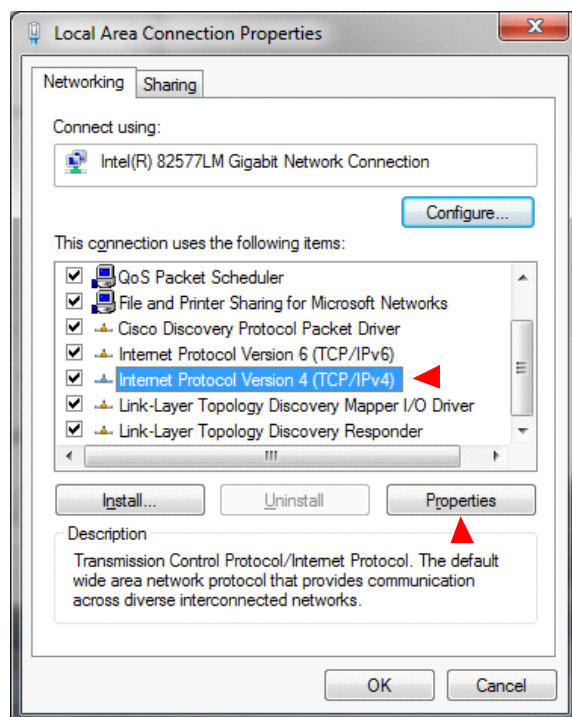 Local Area Connection Properties
X
Networking Sharing
Connect using:
Intel(R) 82577LM Gigabit Network Connection
Configure...
This connection uses the following items:
QoS Packet Scheduler
File and Printer Sharing for Microsoft Networks
Cisco Discovery Protocol Packet Driver
Internet Protocol Version 6 (TCP/IPv6)
Internet Protocol Version 4 (TCP/IPv4)
Link-Layer Topology Discovery Mapper I/O Driver
Link-Layer Topology Discovery Responder
Install... Uninstall Properties
Description
Transmission Control Protocol/Internet Protocol. The default
wide area network protocol that provides communication
across diverse interconnected networks.
OK Cancel